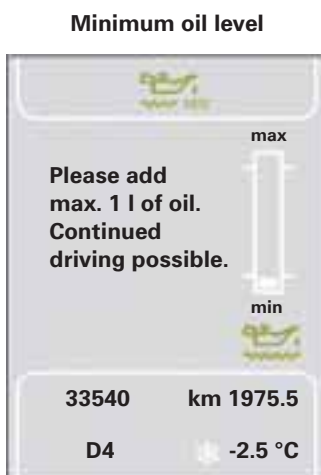 Minimum oil level
max
Please add
max. 1 l of oil.
Continued
driving possible.
min
33540 km 1975.5
D4 -2.5 °C